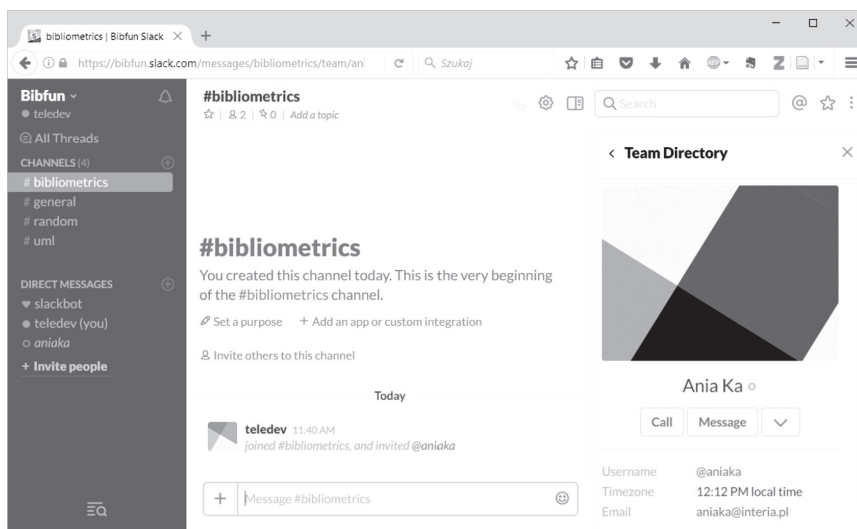 bibliometrics | Bibfun Slack
https://bibfun.slack.com/messages/bibliometrics/team/ani
Szukaj
Bibfun
teledev
All Threads
CHANNELS (4)
# bibliometrics
# general
# random
# uml
DIRECT MESSAGES
slackbot
teledev (you)
aniaka
+ Invite people
#bibliometrics
2 | 0 | Add a topic
Search
#bibliometrics
You created this channel today. This is the very beginning
of the #bibliometrics channel.
Set a purpose + Add an app or custom integration
Invite others to this channel
Today
teledev 11:40 AM
joined #bibliometrics, and invited @aniaka
Message #bibliometrics
Team Directory
Ania Ka
Call Message
Username @aniaka
Timezone 12:12 PM local time
Email aniaka@interia.pl